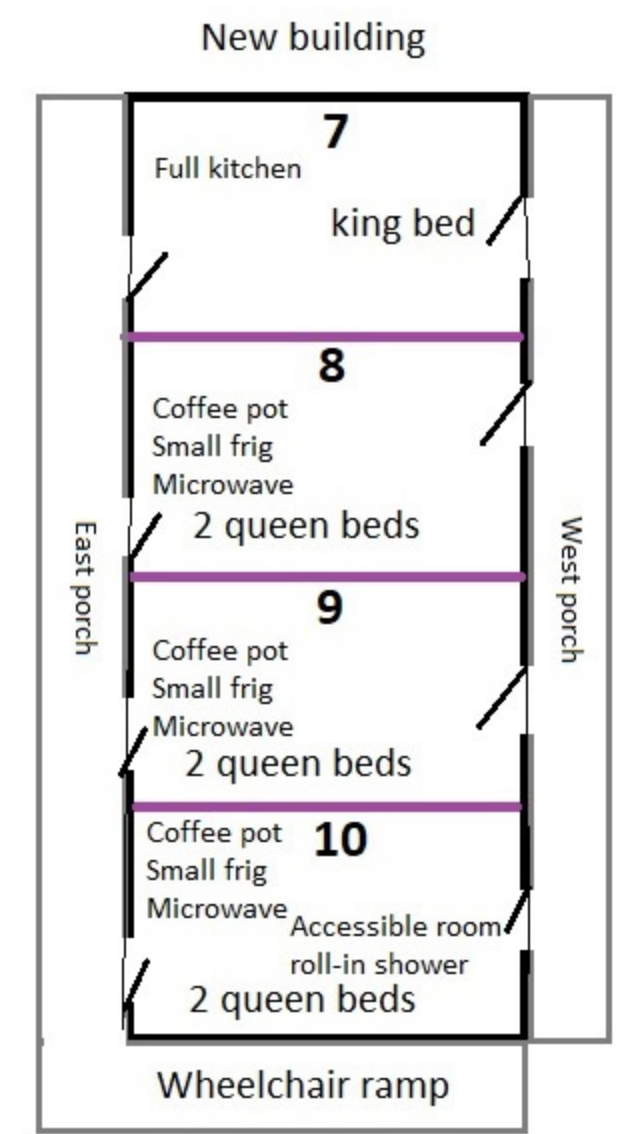 New building
7
Full kitchen
king bed
8
Coffee pot
Small frig
Microwave
2 queen beds
East porch
West porch
9
Coffee pot
Small frig
Microwave
2 queen beds
10
Coffee pot
Small frig
Microwave
Accessible room
roll-in shower
2 queen beds
Wheelchair ramp